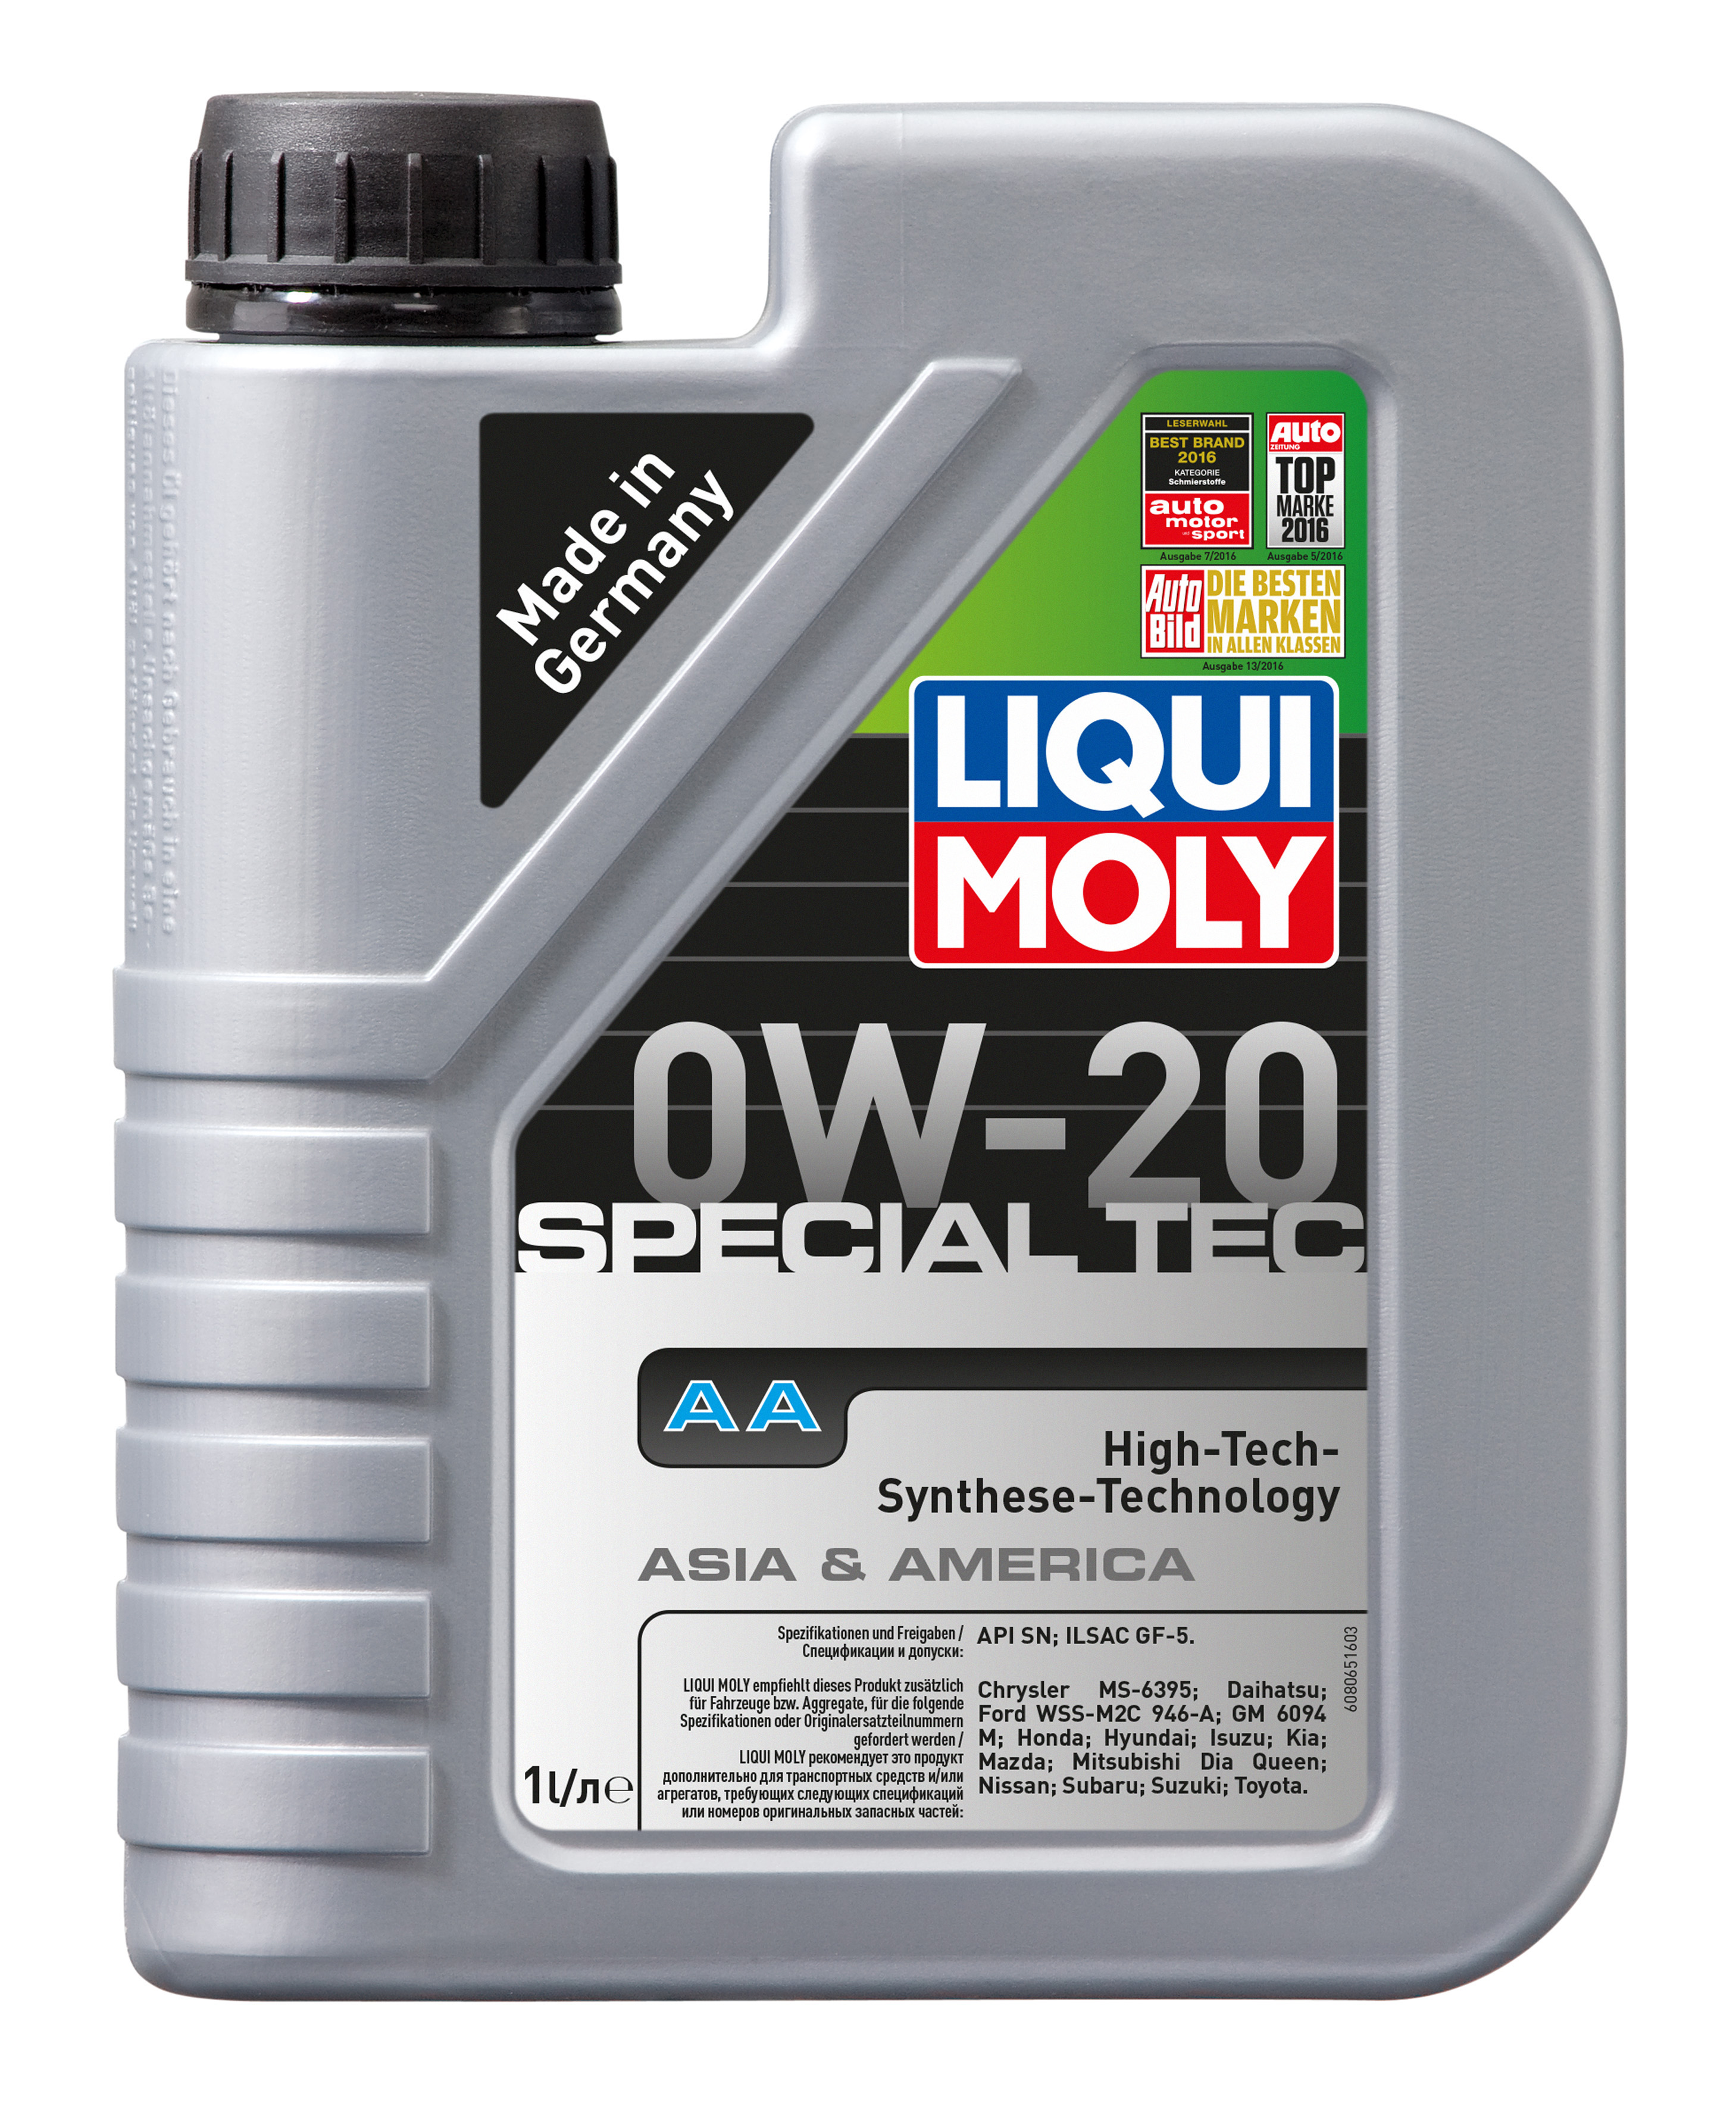 Made in
Germany
LESERWAHL
BEST BRAND
2016
KATEGORIE
Schmierstoffe
auto
motor
sport
Ausgabe 7/2016
Auto
ZEITUNG
TOP
MARKE
2016
Ausgabe 5/2016
Auto
Bild
DIE BESTEN
MARKEN
IN ALLEN KLASSEN
Ausgabe 13/2016
LIQUI
MOLY
0W-20
SPECIAL TEC
AA
High-Tech-
Synthese-Technology
ASIA & AMERICA
Spezifikationen und Freigaben /
Спецификации и допуски:
API SN; ILSAC GF-5.
LIQUI MOLY empfiehlt dieses Produkt zusätzlich
für Fahrzeuge bzw. Aggregate, für die folgende
Spezifikationen oder Originalersatzteilnummern
gefordert werden /
LIQUI MOLY рекомендует это продукт
дополнительно для транспортных средств и/или
агрегатов, требующих следующих спецификаций
или номеров оригинальных запасных частей:
Chrysler MS-6395; Daihatsu;
Ford WSS-M2C 946-A; GM 6094
M; Honda; Hyundai; Isuzu; Kia;
Mazda; Mitsubishi Dia Queen;
Nissan; Subaru; Suzuki; Toyota.
6080651603
1l/л℮